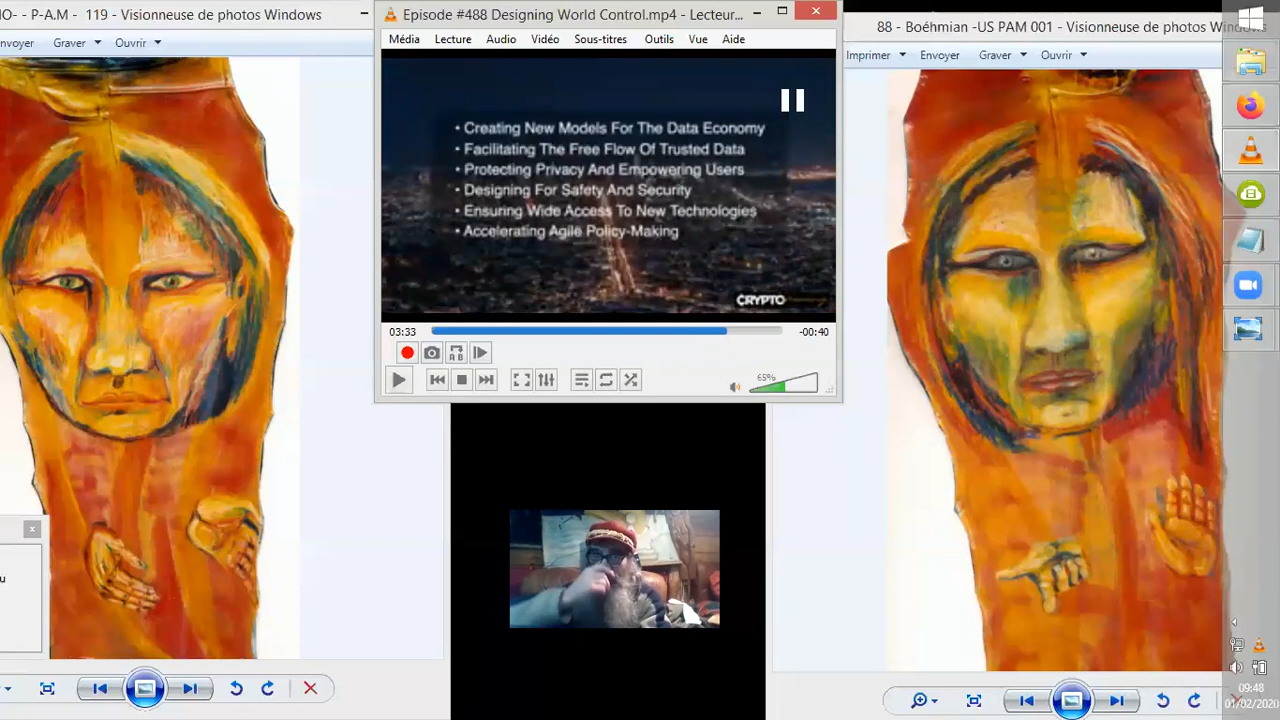 IO- - P-A.M. - 119 - Visionneuse de photos Windows
nvoyer Graver Ouvrir
Episode #488 Designing World Control.mp4 - Lecteur...
Média Lecture Audio Vidéo Sous-titres Outils Vue Aide
• Creating New Models For The Data Economy
• Facilitating The Free Flow Of Trusted Data
• Protecting Privacy And Empowering Users
• Designing For Safety And Security
• Ensuring Wide Access To New Technologies
• Accelerating Agile Policy-Making
CRYPTO
03:33 -00:40
65%
88 - Boéhmian -US PAM 001 - Visionneuse de photos Windows
Imprimer Envoyer Graver Ouvrir
u
09:48
01/02/2020